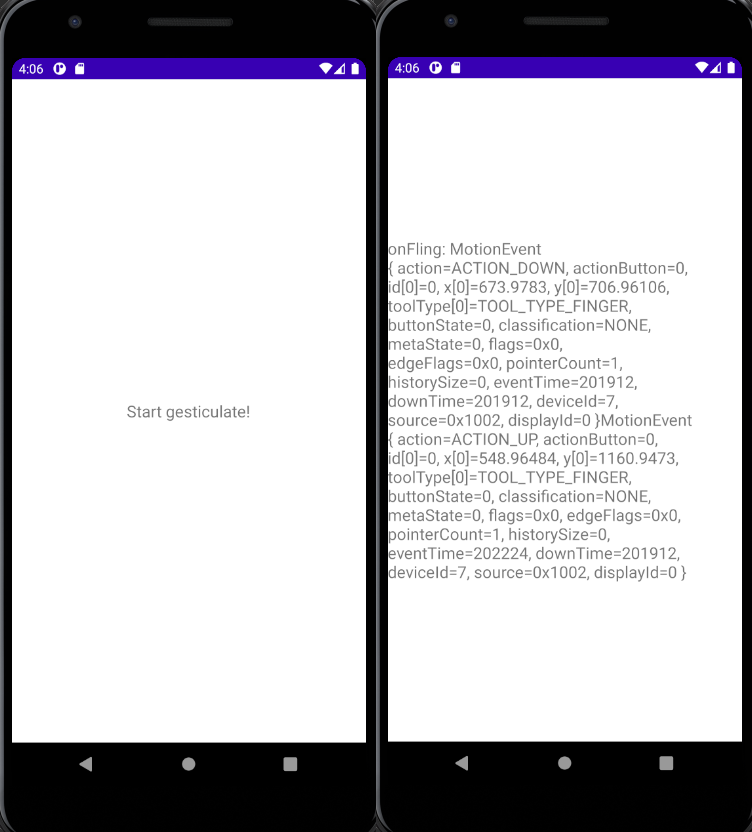 4:06
Start gesticulate!
4:06
onFling: MotionEvent
{ action=ACTION_DOWN, actionButton=0,
id[0]=0, x[0]=673.9783, y[0]=706.96106,
toolType[0]=TOOL_TYPE_FINGER,
buttonState=0, classification=NONE,
metaState=0, flags=0x0,
edgeFlags=0x0, pointerCount=1,
historySize=0, eventTime=201912,
downTime=201912, deviceId=7,
source=0x1002, displayId=0 }MotionEvent
{ action=ACTION_UP, actionButton=0,
id[0]=0, x[0]=548.96484, y[0]=1160.9473,
toolType[0]=TOOL_TYPE_FINGER,
buttonState=0, classification=NONE,
metaState=0, flags=0x0, edgeFlags=0x0,
pointerCount=1, historySize=0,
eventTime=202224, downTime=201912,
deviceId=7, source=0x1002, displayId=0 }